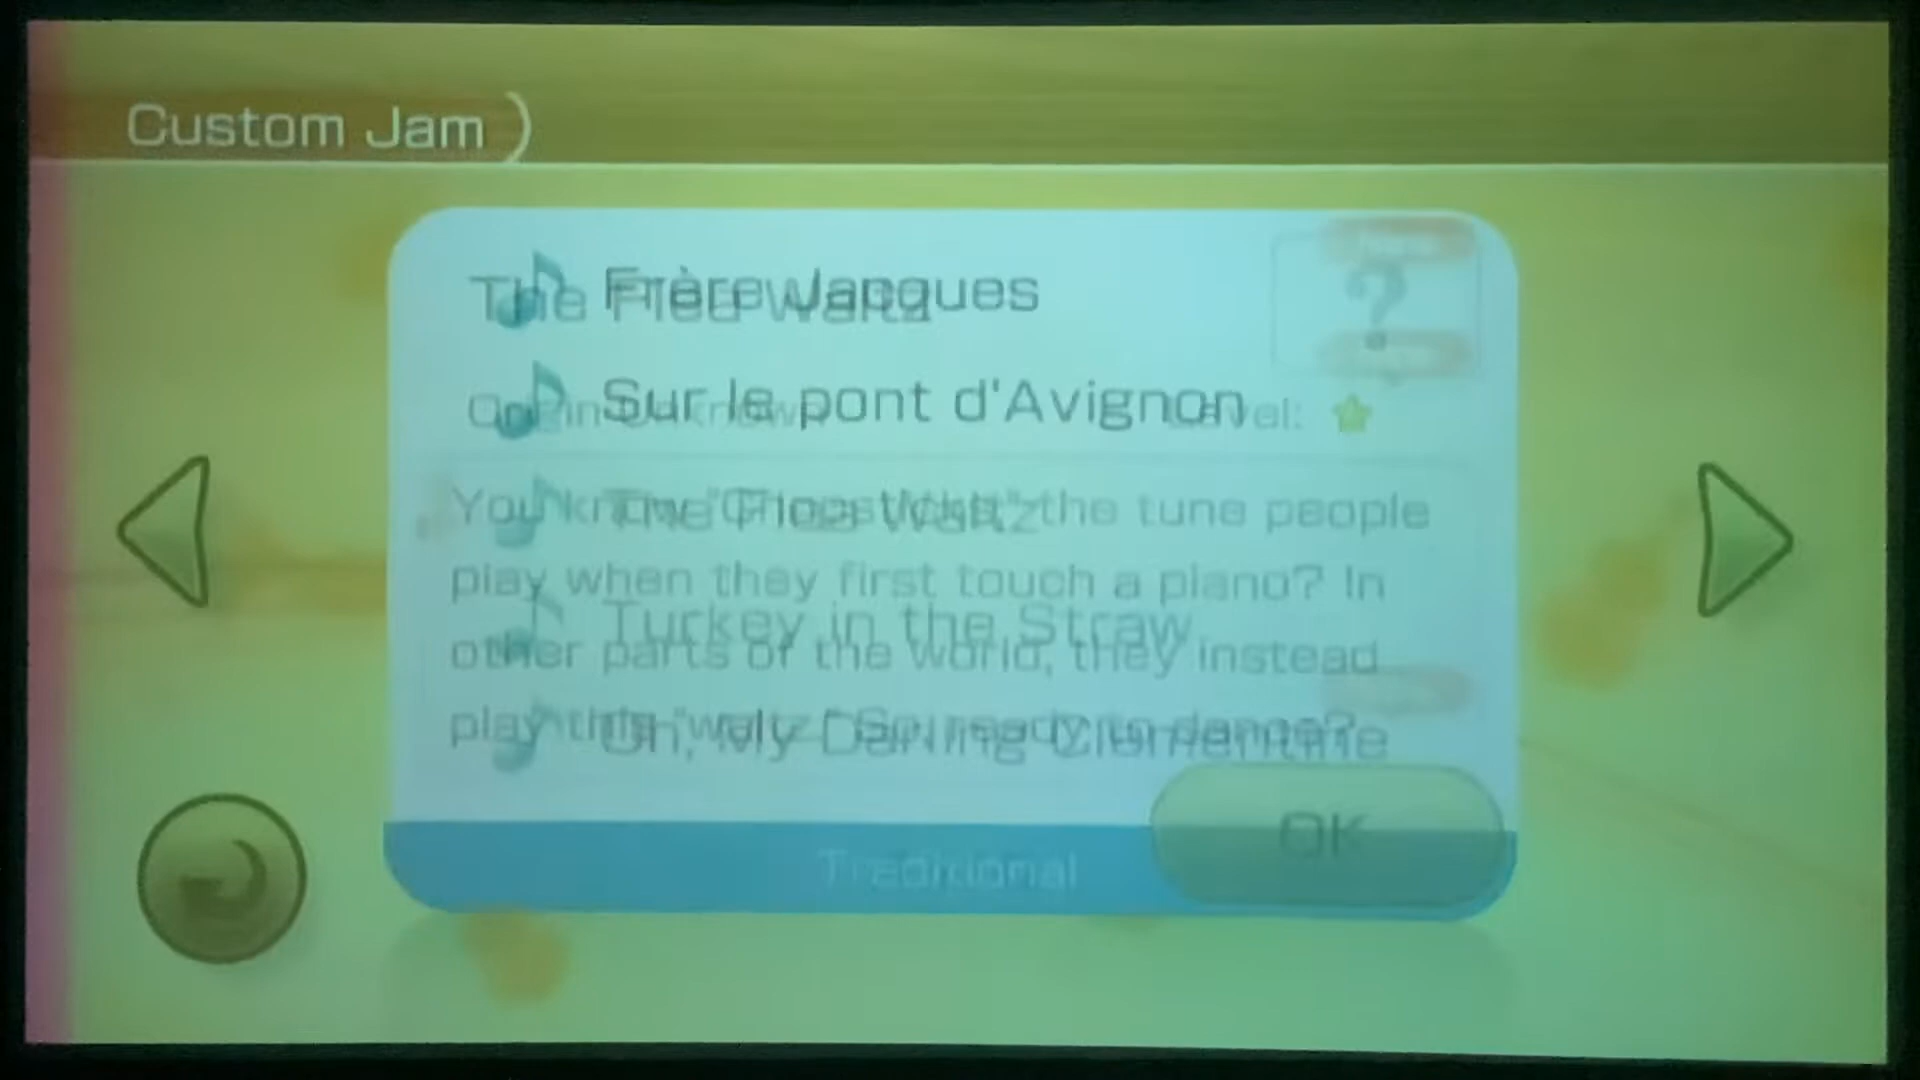 Custom Jam
Frère Jacques
The Flea Waltz
?
Sur le pont d'Avignon
Origin Unknown
Level:
The Flea Waltz
You know "Chopsticks," the tune people
play when they first touch a piano? In
Turkey in the Straw
other parts of the world, they instead
play this "waltz." So, ready to dance?
Oh, My Darling Clementine
OK
Traditional